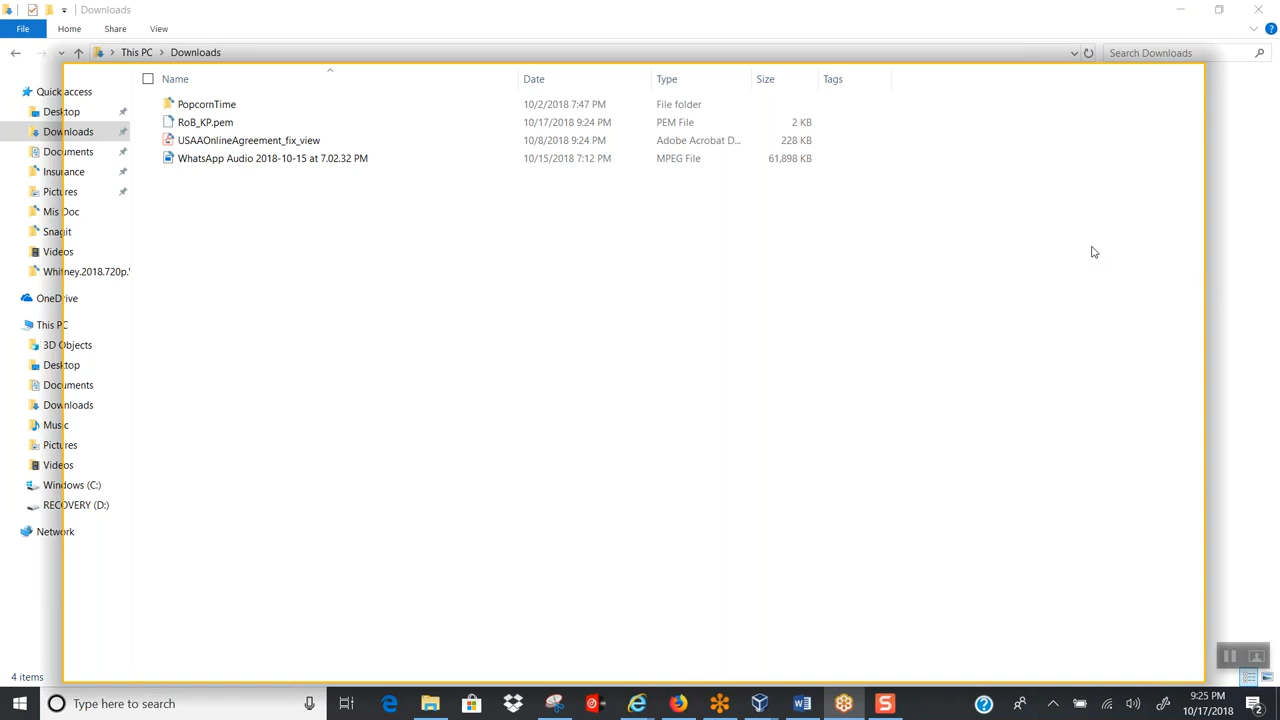 Downloads
File Home Share View
This PC Downloads Search Downloads
Name Date Type Size Tags
Quick access
Desktop
Downloads
Documents
Insurance
Pictures
Mis Doc
Snagit
Videos
Whitney.2018.720p.
OneDrive
This PC
3D Objects
Desktop
Documents
Downloads
Music
Pictures
Videos
Windows (C:)
RECOVERY (D:)
Network
PopcornTime 10/2/2018 7:47 PM File folder
RoB_KP.pem 10/17/2018 9:24 PM PEM File 2 KB
USAAOnlineAgreement_fix_view 10/8/2018 9:24 PM Adobe Acrobat D... 228 KB
WhatsApp Audio 2018-10-15 at 7.02.32 PM 10/15/2018 7:12 PM MPEG File 61,898 KB
4 items
Type here to search
9:25 PM
10/17/2018